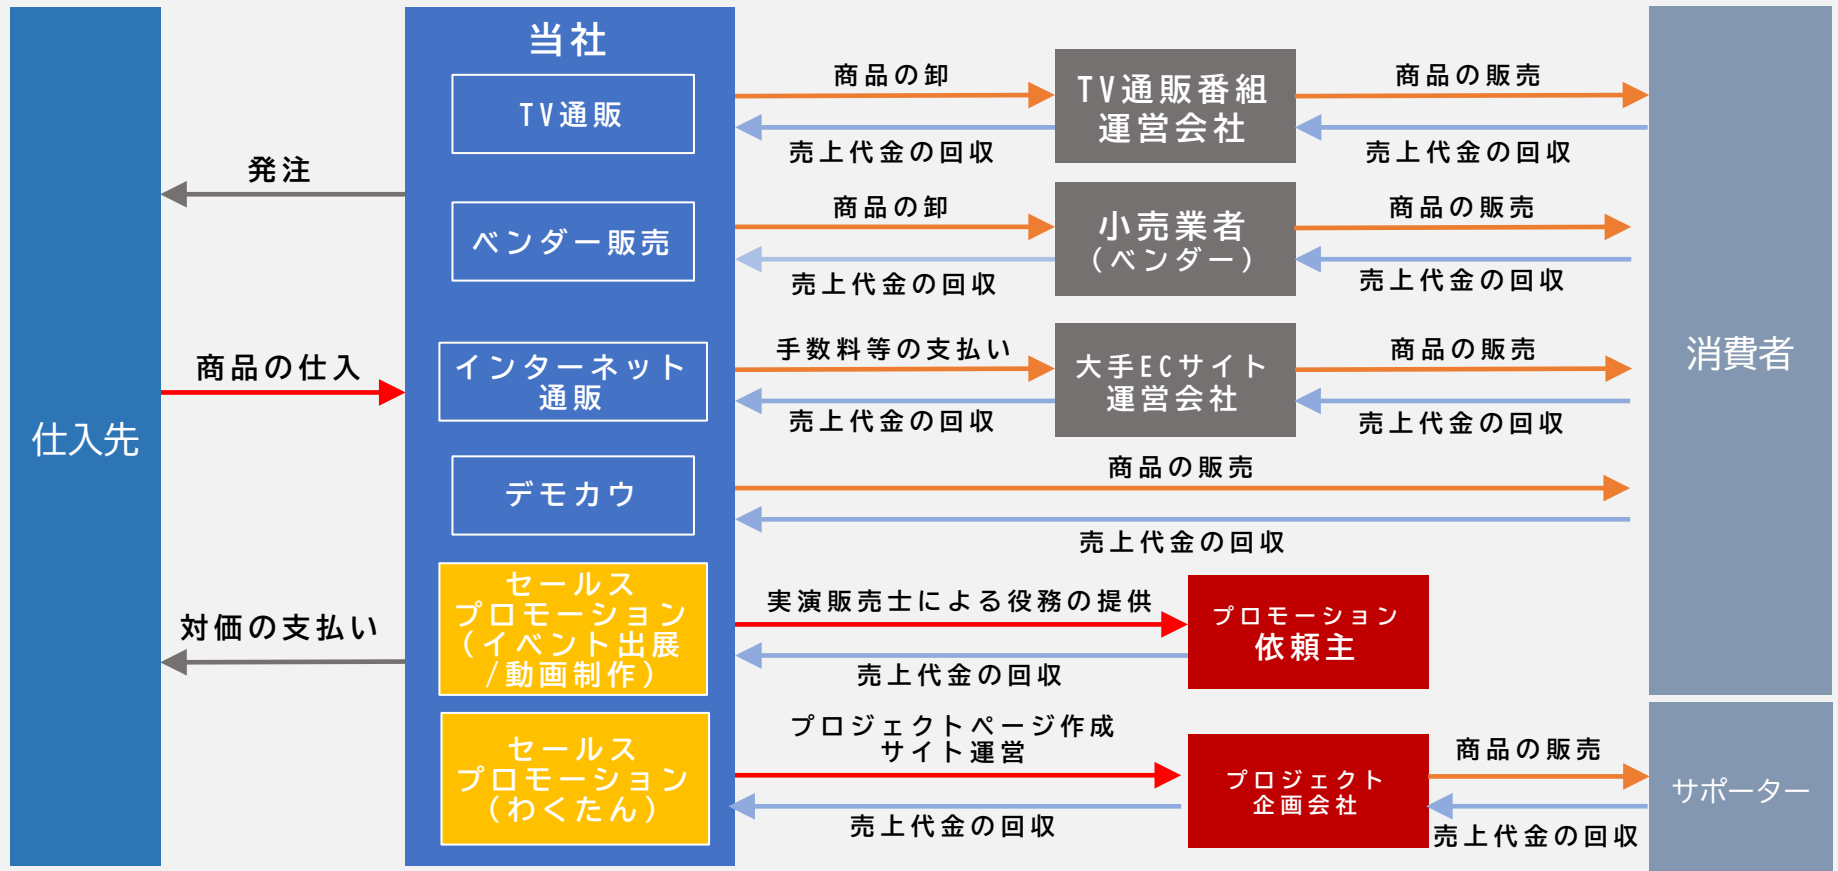 当社
TV通販
ベンダー販売
インターネット
通販
デモカウ
セールス
プロモーション
（イベント出展
/動画制作）
セールス
プロモーション
（わくたん）
仕入先
発注
商品の仕入
対価の支払い
商品の卸
売上代金の回収
TV通販番組
運営会社
商品の販売
売上代金の回収
商品の卸
売上代金の回収
小売業者
（ベンダー）
商品の販売
売上代金の回収
手数料等の支払い
売上代金の回収
大手ECサイト
運営会社
商品の販売
売上代金の回収
商品の販売
売上代金の回収
実演販売士による役務の提供
売上代金の回収
プロモーション
依頼主
プロジェクトページ作成
サイト運営
売上代金の回収
プロジェクト
企画会社
商品の販売
売上代金の回収
消費者
サポーター